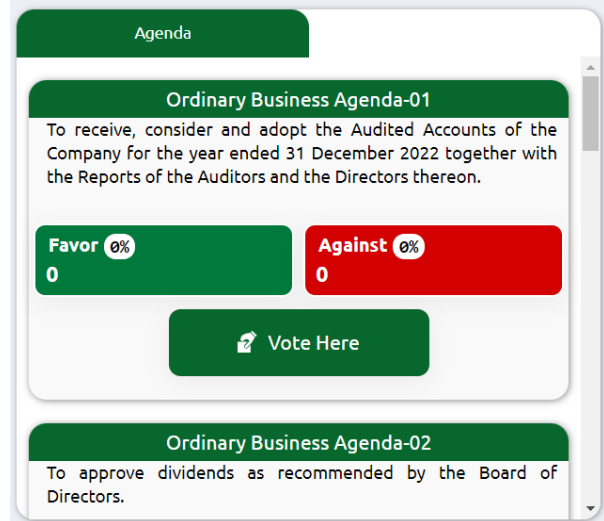 Agenda
Ordinary Business Agenda-01
To receive, consider and adopt the Audited Accounts of the
Company for the year ended 31 December 2022 together with
the Reports of the Auditors and the Directors thereon.
Favor 0%
0
Against 0%
0
Vote Here
Ordinary Business Agenda-02
To approve dividends as recommended by the Board of
Directors.